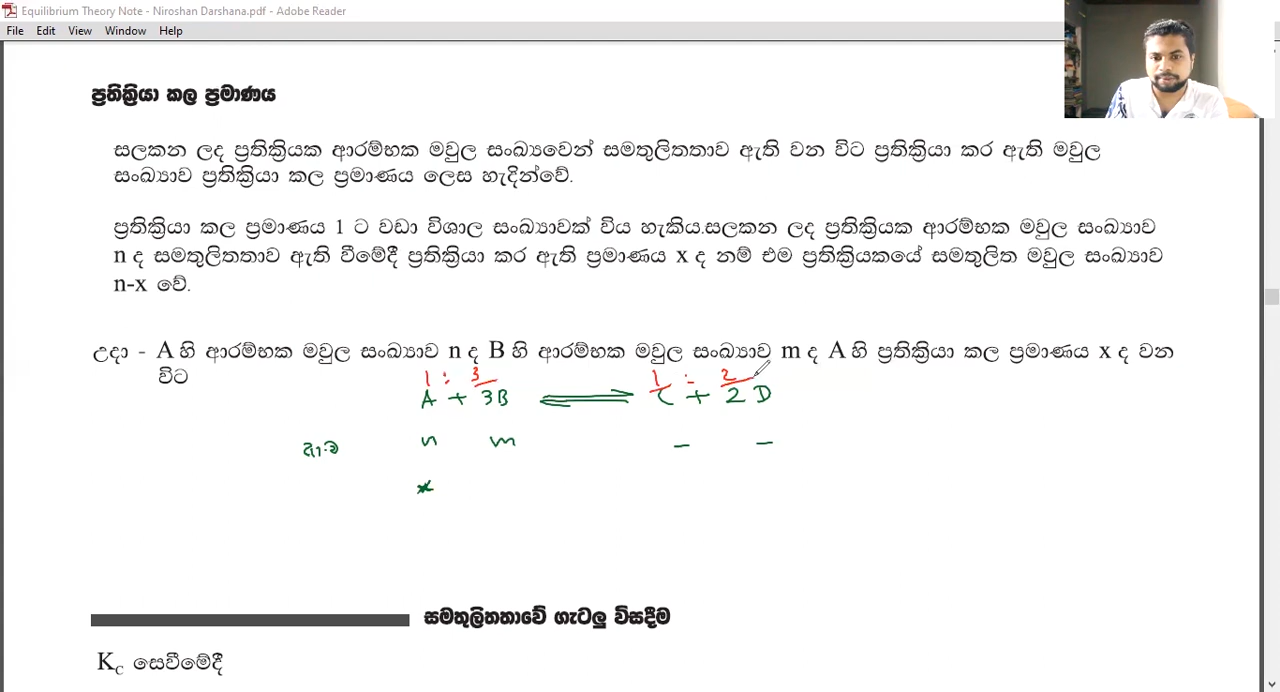 Equilibrium Theory Note - Niroshan Darshana.pdf - Adobe Reader
File Edit View Window Help
ප්‍රතික්‍රියා කල ප්‍රමාණය
සලකන ලද ප්‍රතික්‍රියක ආරම්භක මවුල සංඛ්‍යවෙන් සමතුලිතතාව ඇති වන විට ප්‍රතික්‍රියා කර ඇති මවුල
සංඛ්‍යාව ප්‍රතික්‍රියා කල ප්‍රමාණය ලෙස හැදින්වේ.
ප්‍රතික්‍රියා කල ප්‍රමාණය 1 ට වඩා විශාල සංඛ්‍යාවක් විය හැකිය.සලකන ලද ප්‍රතික්‍රියක ආරම්භක මවුල සංඛ්‍යාව
n ද සමතුලිතතාව ඇති වීමේදී ප්‍රතික්‍රියා කර ඇති ප්‍රමාණය x ද නම් එම ප්‍රතික්‍රියකයේ සමතුලිත මවුල සංඛ්‍යාව
n-x වේ.
උදා - A හි ආරම්භක මවුල සංඛ්‍යාව n ද B හි ආරම්භක මවුල සංඛ්‍යාව m ද A හි ප්‍රතික්‍රියා කල ප්‍රමාණය x ද වන
විට
1 : 3 1 : 2
A + 3B ⇌ C + 2D
n m - -
සමතුලිතතාවේ ගැටලු විසදීම
KC සෙවීමේදී